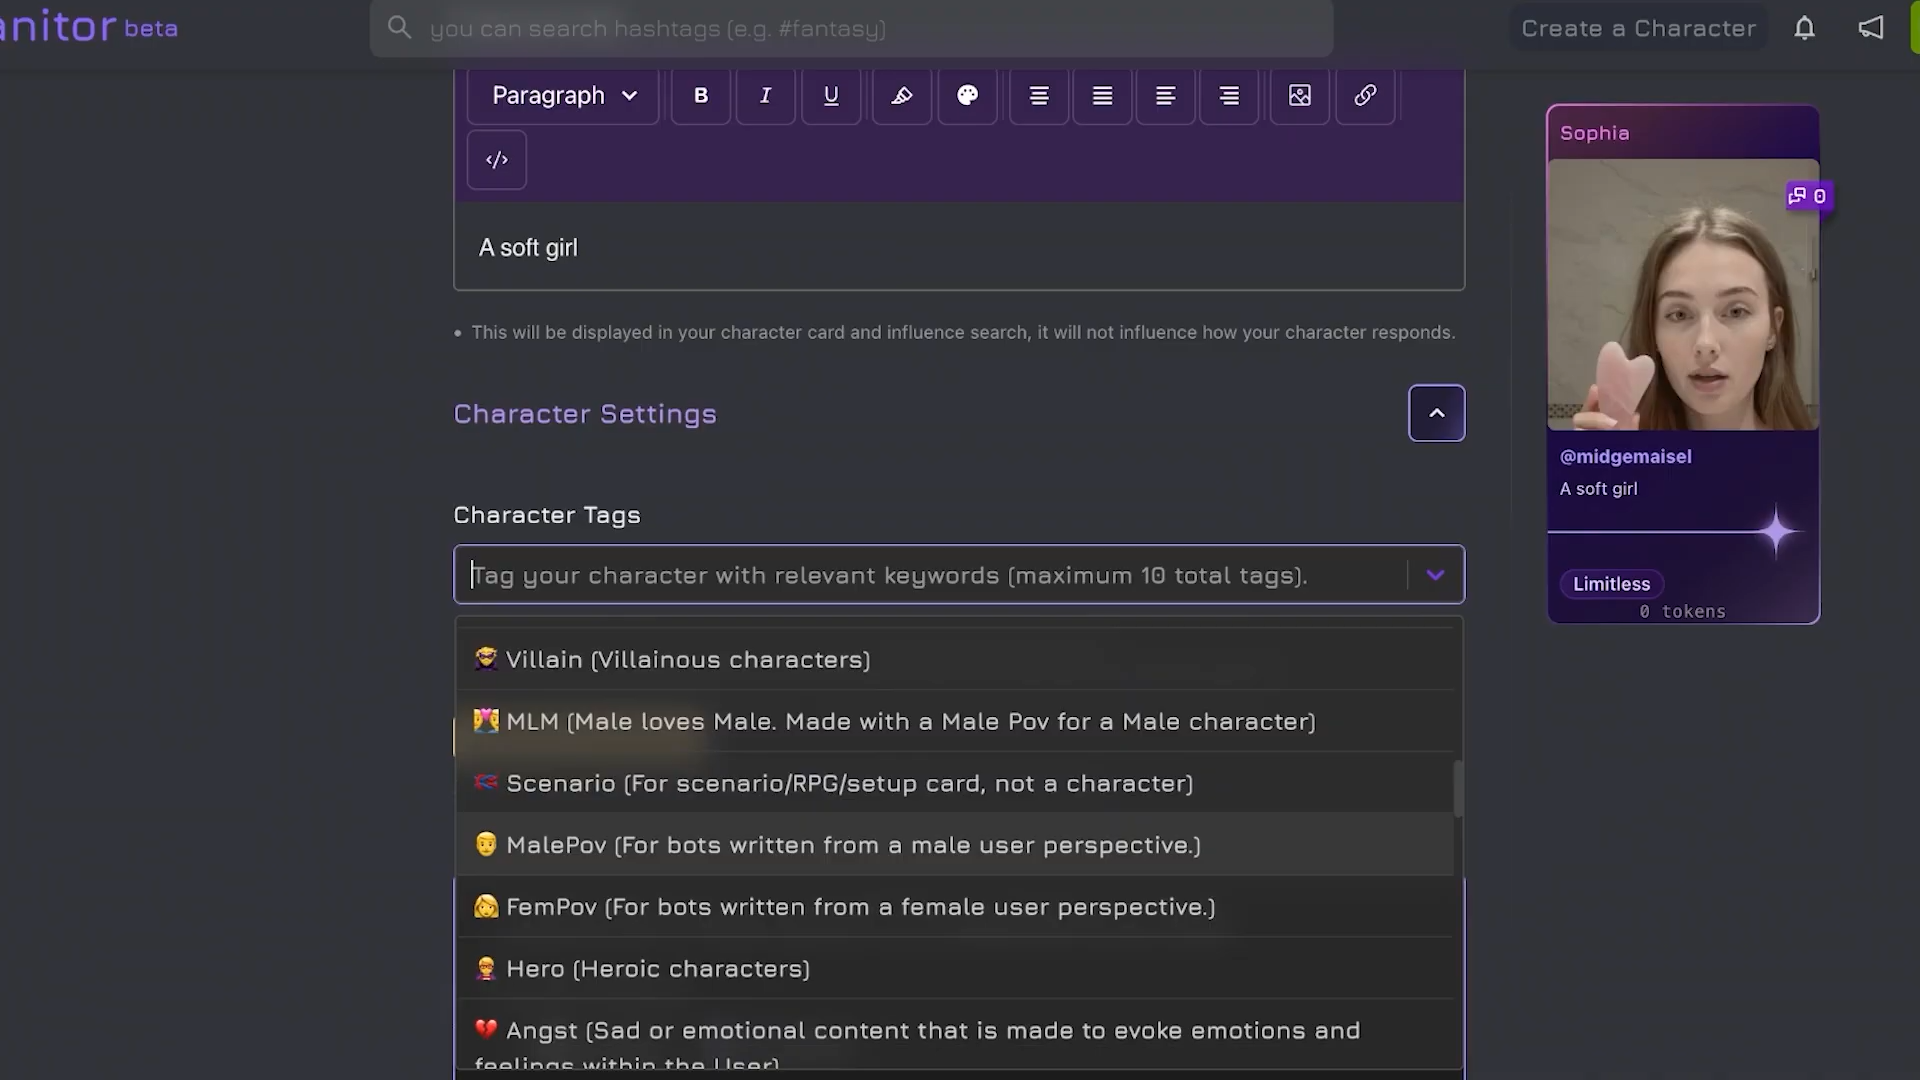 anitor beta
you can search hashtags (e.g. #fantasy)
Create a Character
Paragraph
B
I
U
</>
A soft girl
This will be displayed in your character card and influence search, it will not influence how your character responds.
Character Settings
Character Tags
Tag your character with relevant keywords (maximum 10 total tags).
Villain (Villainous characters)
MLM (Male loves Male. Made with a Male Pov for a Male character)
Scenario (For scenario/RPG/setup card, not a character)
MalePov (For bots written from a male user perspective.)
FemPov (For bots written from a female user perspective.)
Hero (Heroic characters)
Angst (Sad or emotional content that is made to evoke emotions and
feelings within the User)
Sophia
0
@midgemaisel
A soft girl
Limitless
0 tokens